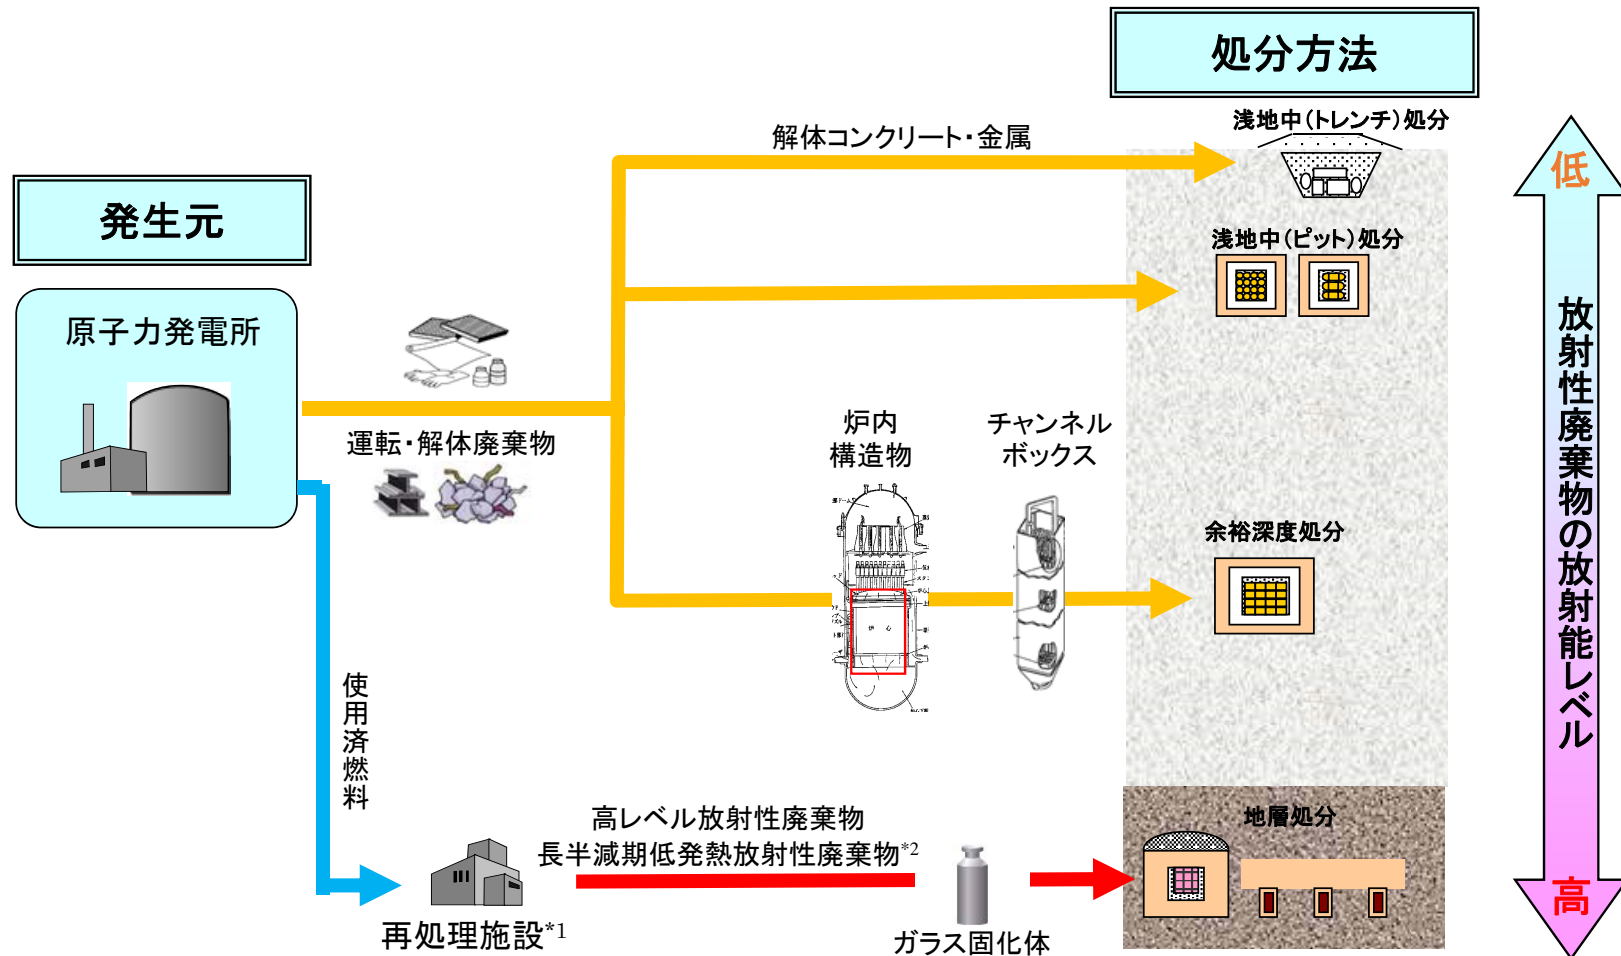 処分方法
浅地中(トレンチ)処分
解体コンクリート・金属
低
発生元
浅地中(ピット)処分
原子力発電所
運転・解体廃棄物
炉内
構造物
チャンネル
ボックス
余裕深度処分
炉 心
放射性廃棄物の放射能レベル
使用済燃料
高レベル放射性廃棄物
長半減期低発熱放射性廃棄物*2
地層処分
高
再処理施設*1
ガラス固化体